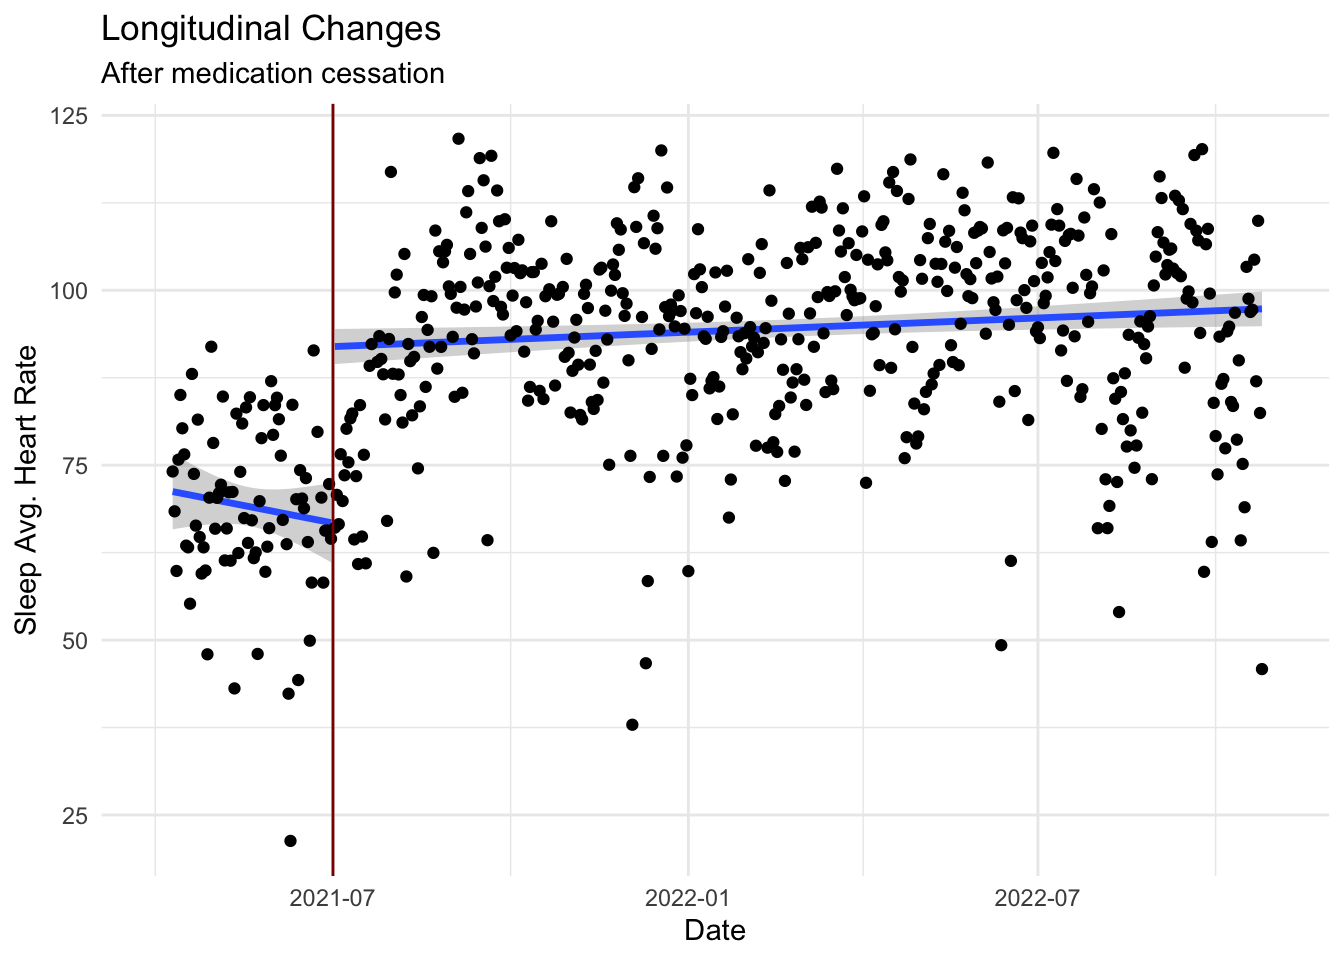 Longitudinal Changes
After medication cessation
Sleep Avg. Heart Rate
125
100
75
50
25
2021-07
2022-01
2022-07
Date